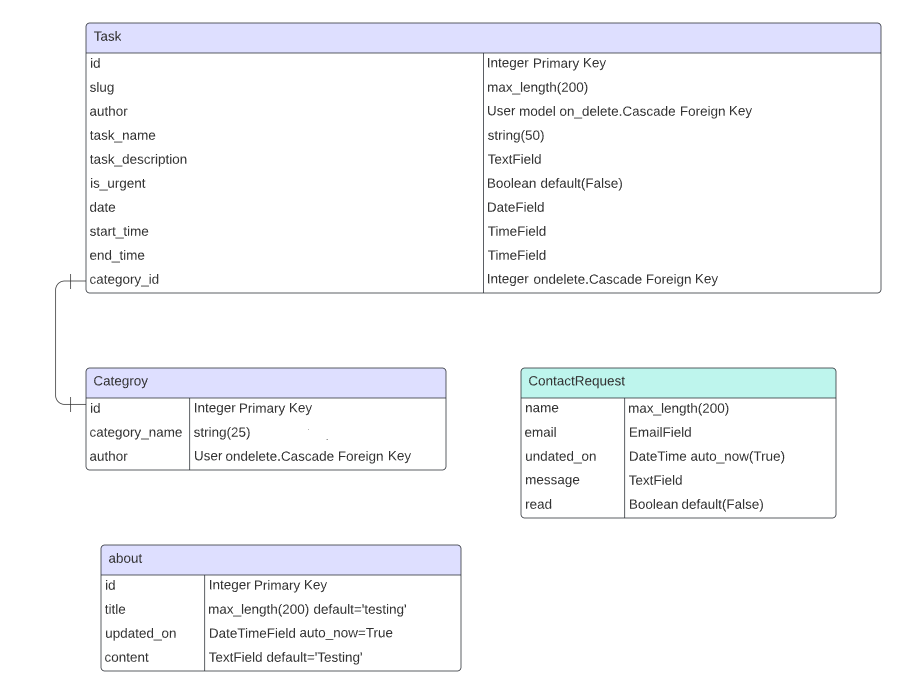 Task
id Integer Primary Key
slug max_length(200)
author User model on_delete.Cascade Foreign Key
task_name string(50)
task_description TextField
is_urgent Boolean default(False)
date DateField
start_time TimeField
end_time TimeField
category_id Integer ondelete.Cascade Foreign Key
Categroy
id Integer Primary Key
category_name string(25)
author User ondelete.Cascade Foreign Key
ContactRequest
name max_length(200)
email EmailField
undated_on DateTime auto_now(True)
message TextField
read Boolean default(False)
about
id Integer Primary Key
title max_length(200) default='testing'
updated_on DateTimeField auto_now=True
content TextField default='Testing'